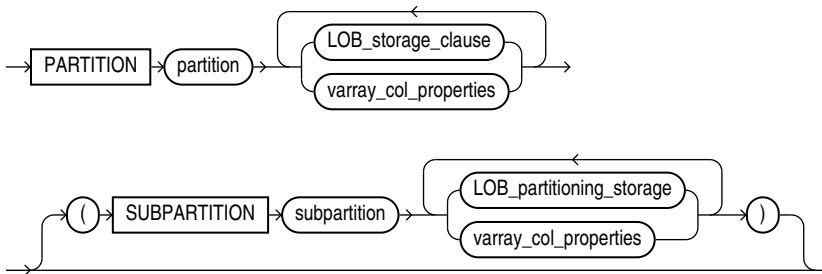 LOB_storage_clause
PARTITION partition
varray_col_properties
LOB_partitioning_storage
( SUBPARTITION subpartition )
varray_col_properties